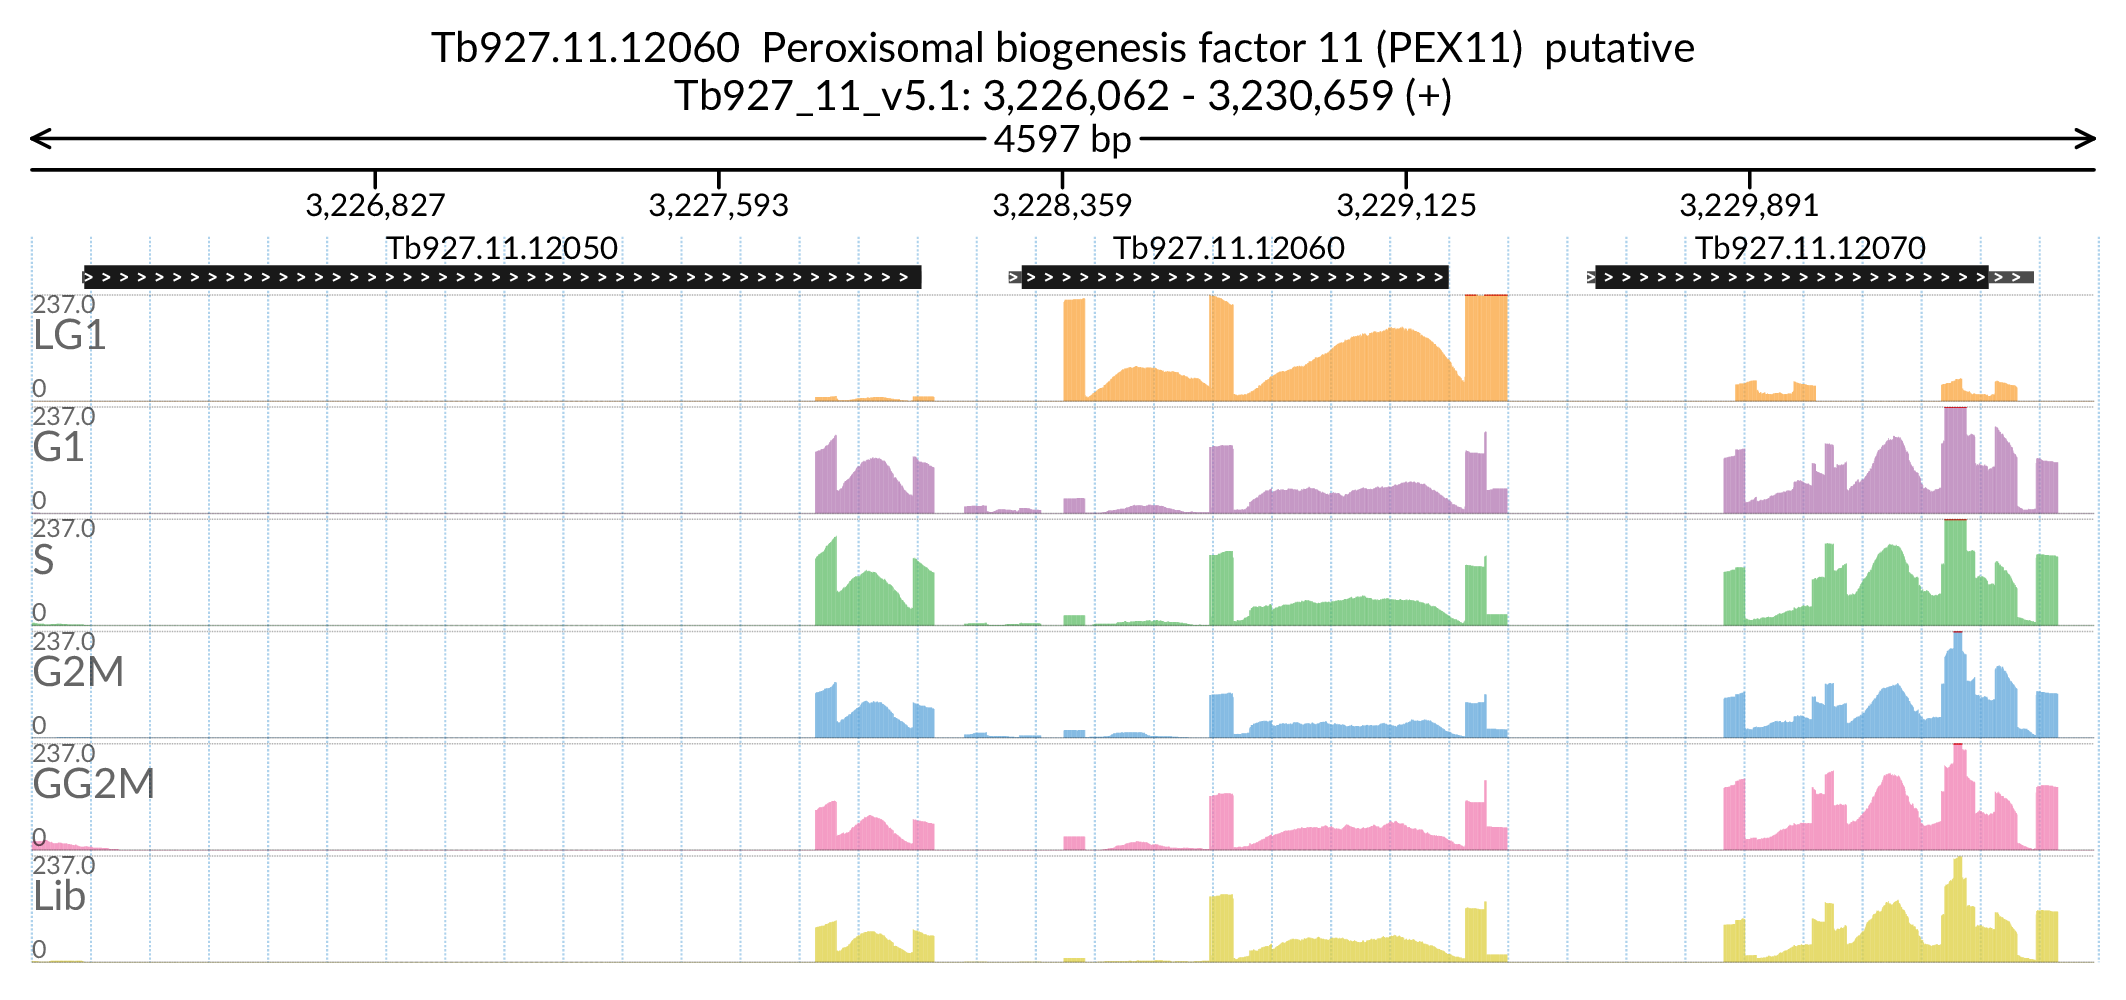 Tb927.11.12060  Peroxisomal biogenesis factor 11 (PEX11)  putative
Tb927_11_v5.1: 3,226,062 - 3,230,659 (+)
4597 bp
3,226,827 3,227,593 3,228,359 3,229,125 3,229,891
Tb927.11.12050 Tb927.11.12060 Tb927.11.12070
237.0
LG1
0
237.0
G1
0
237.0
S
0
237.0
G2M
0
237.0
GG2M
0
237.0
Lib
0